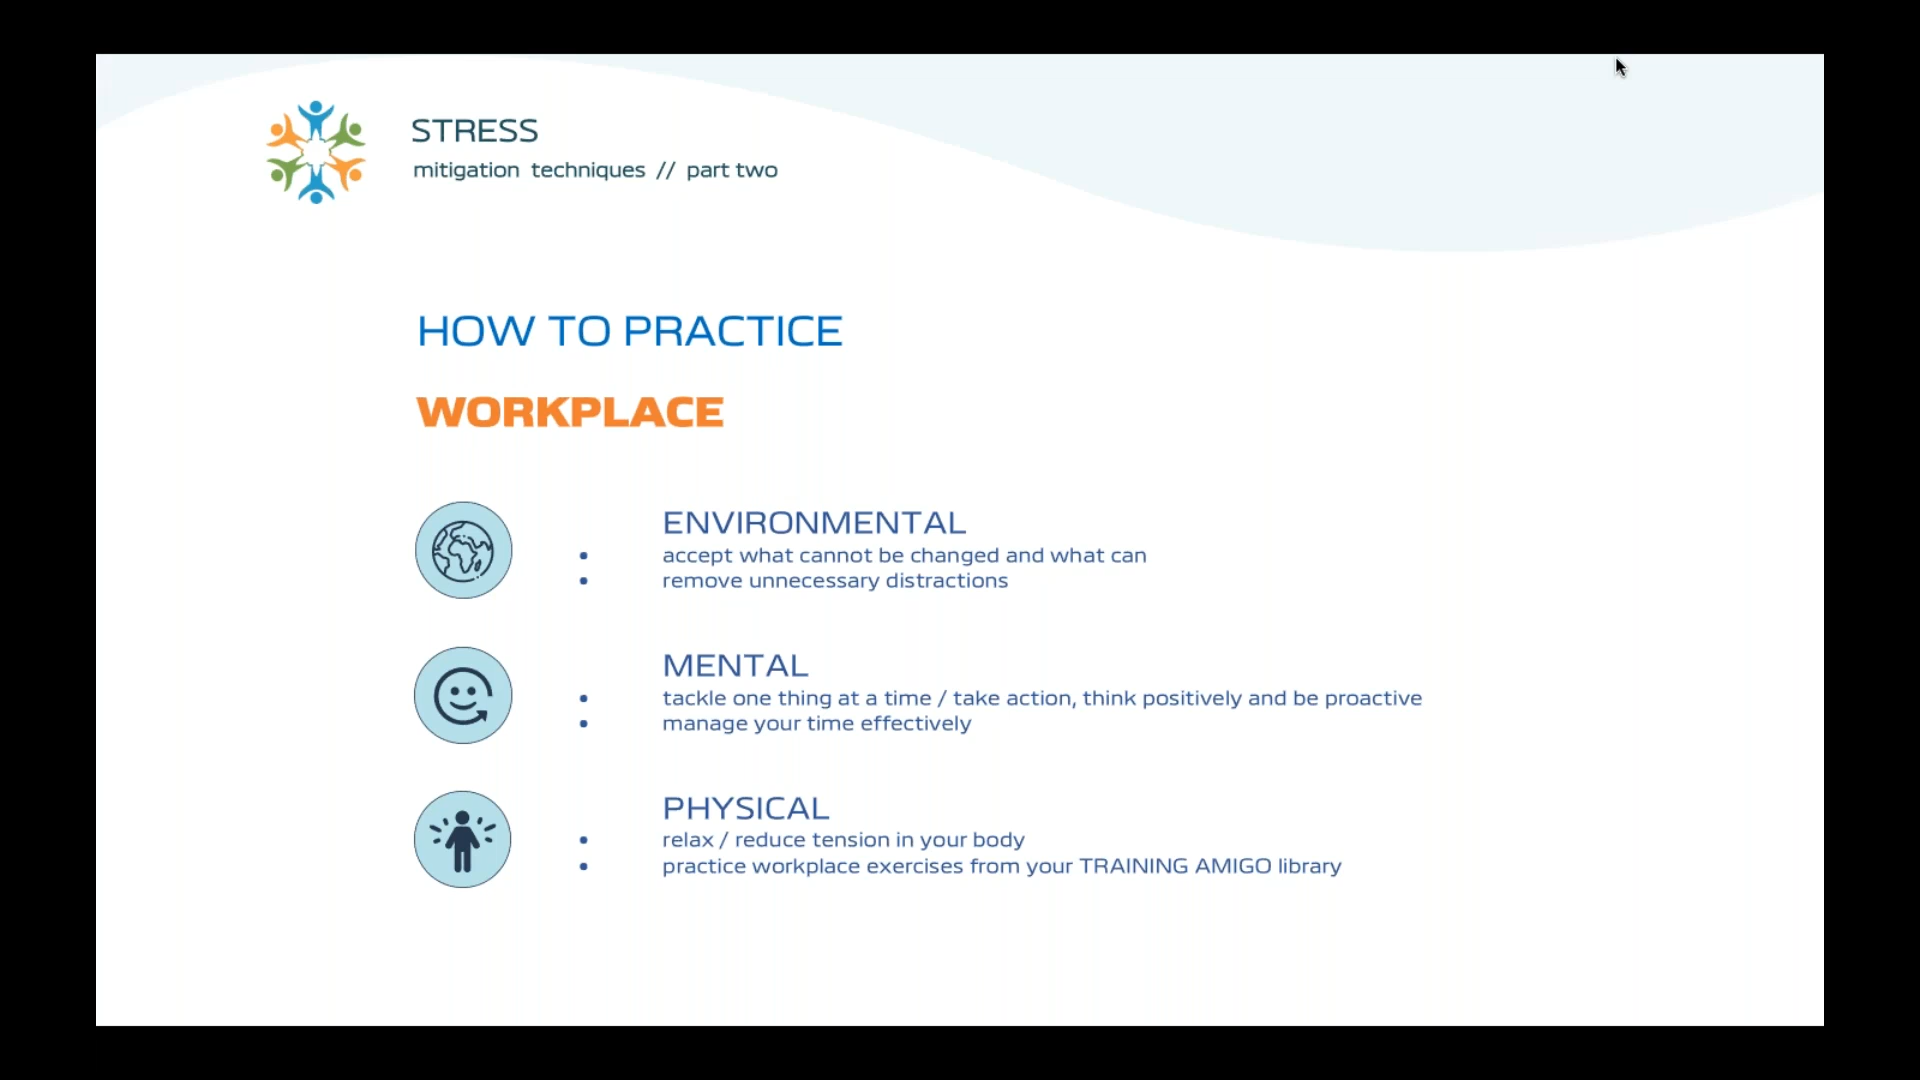 STRESS
mitigation techniques // part two
HOW TO PRACTICE
WORKPLACE
ENVIRONMENTAL
• accept what cannot be changed and what can
• remove unnecessary distractions
MENTAL
• tackle one thing at a time / take action, think positively and be proactive
• manage your time effectively
PHYSICAL
• relax / reduce tension in your body
• practice workplace exercises from your TRAINING AMIGO library